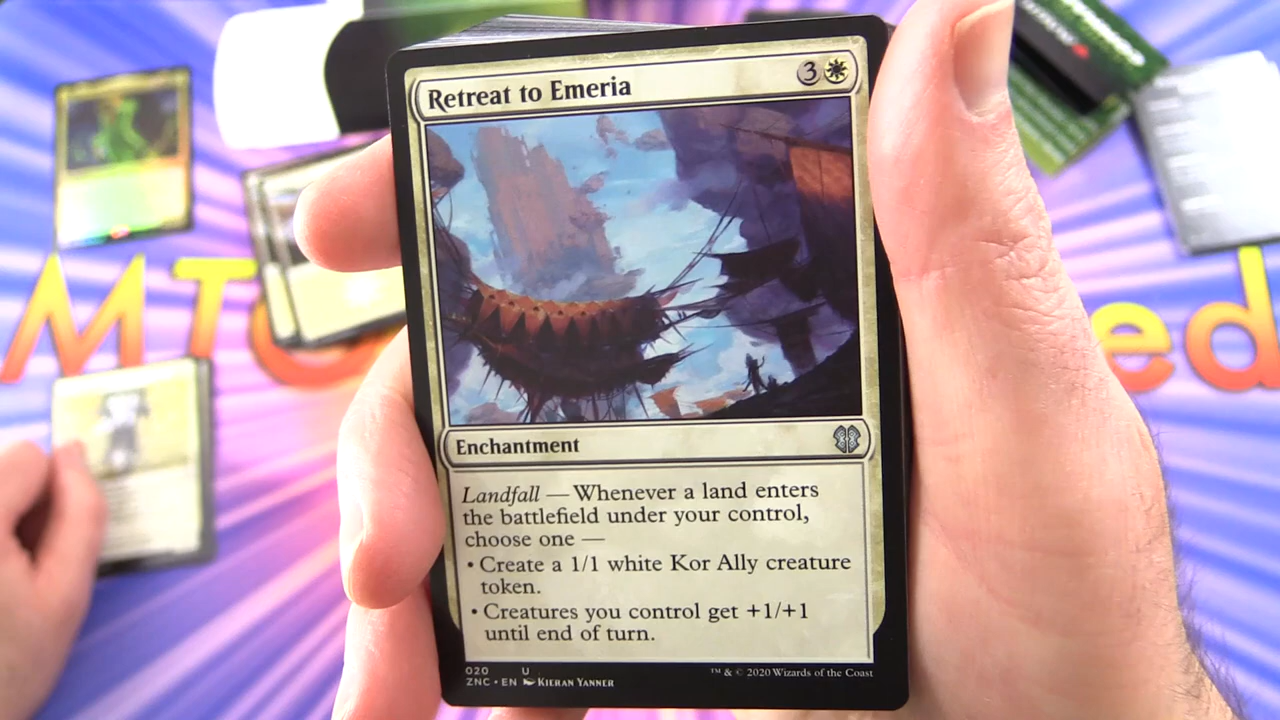 Retreat to Emeria
3
Enchantment
Landfall — Whenever a land enters
the battlefield under your control,
choose one —
• Create a 1/1 white Kor Ally creature
token.
• Creatures you control get +1/+1
until end of turn.
020 U
ZNC • EN KIERAN YANNER
™ & © 2020 Wizards of the Coast
MT
ed